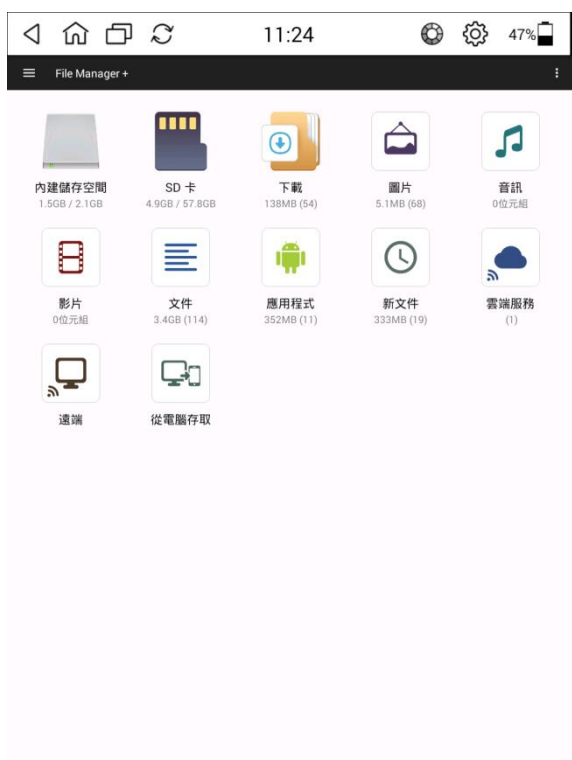 11:24
47%
File Manager +
內建儲存空間
1.5GB / 2.1GB
SD 卡
4.9GB / 57.8GB
下載
138MB (54)
圖片
5.1MB (68)
音訊
0位元組
影片
0位元組
文件
3.4GB (114)
應用程式
352MB (11)
新文件
333MB (19)
雲端服務
(1)
遠端
從電腦存取